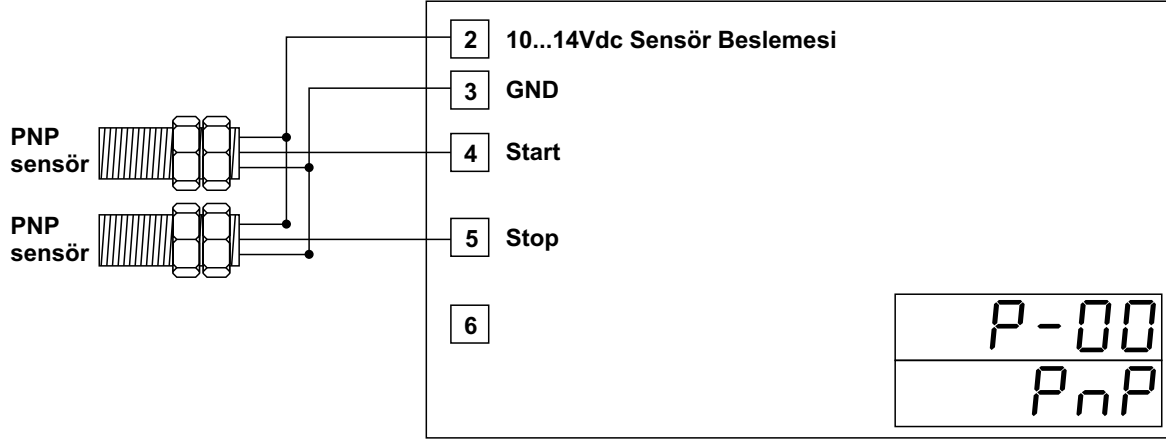 2 10...14Vdc Sensör Beslemesi
3 GND
PNP
sensör
4 Start
PNP
sensör
5 Stop
6
P-00
PnP